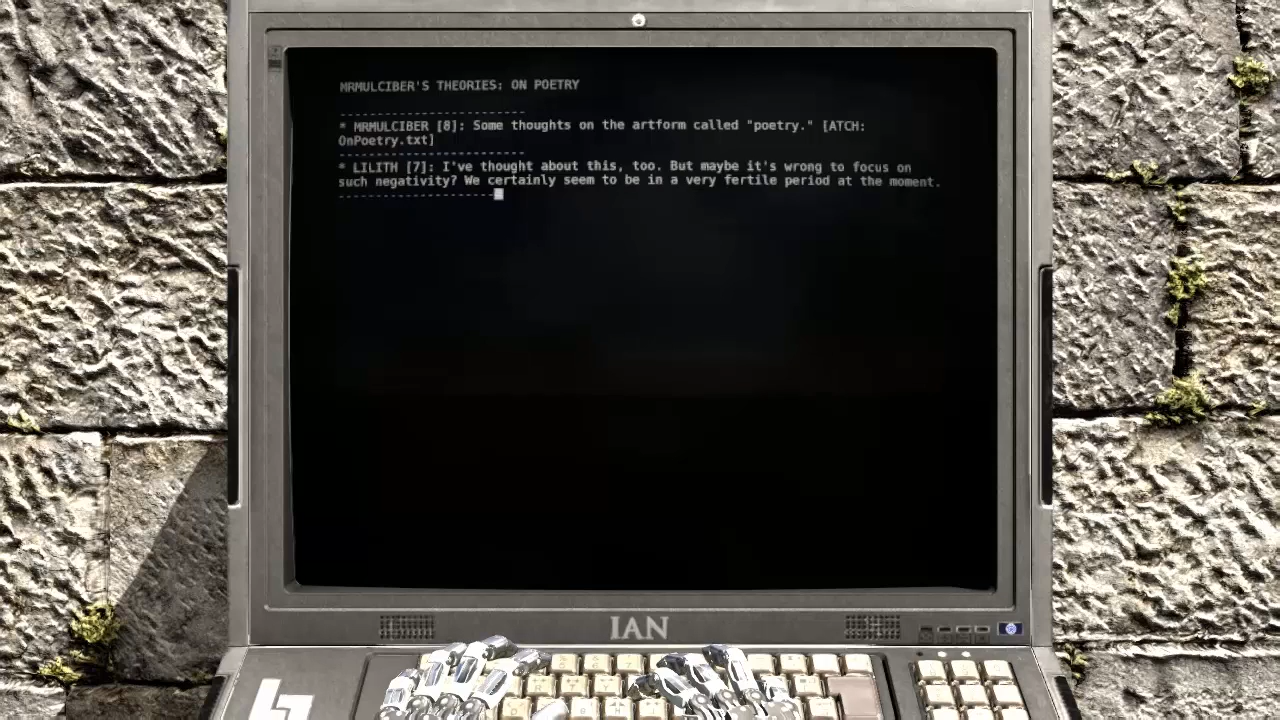 MRMULCIBER'S THEORIES: ON POETRY
--------------------------
* MRMULCIBER [8]: Some thoughts on the artform called "poetry." [ATCH:
OnPoetry.txt]
--------------------------
* LILITH [7]: I've thought about this, too. But maybe it's wrong to focus on
such negativity? We certainly seem to be in a very fertile period at the moment.
----------------------
IAN